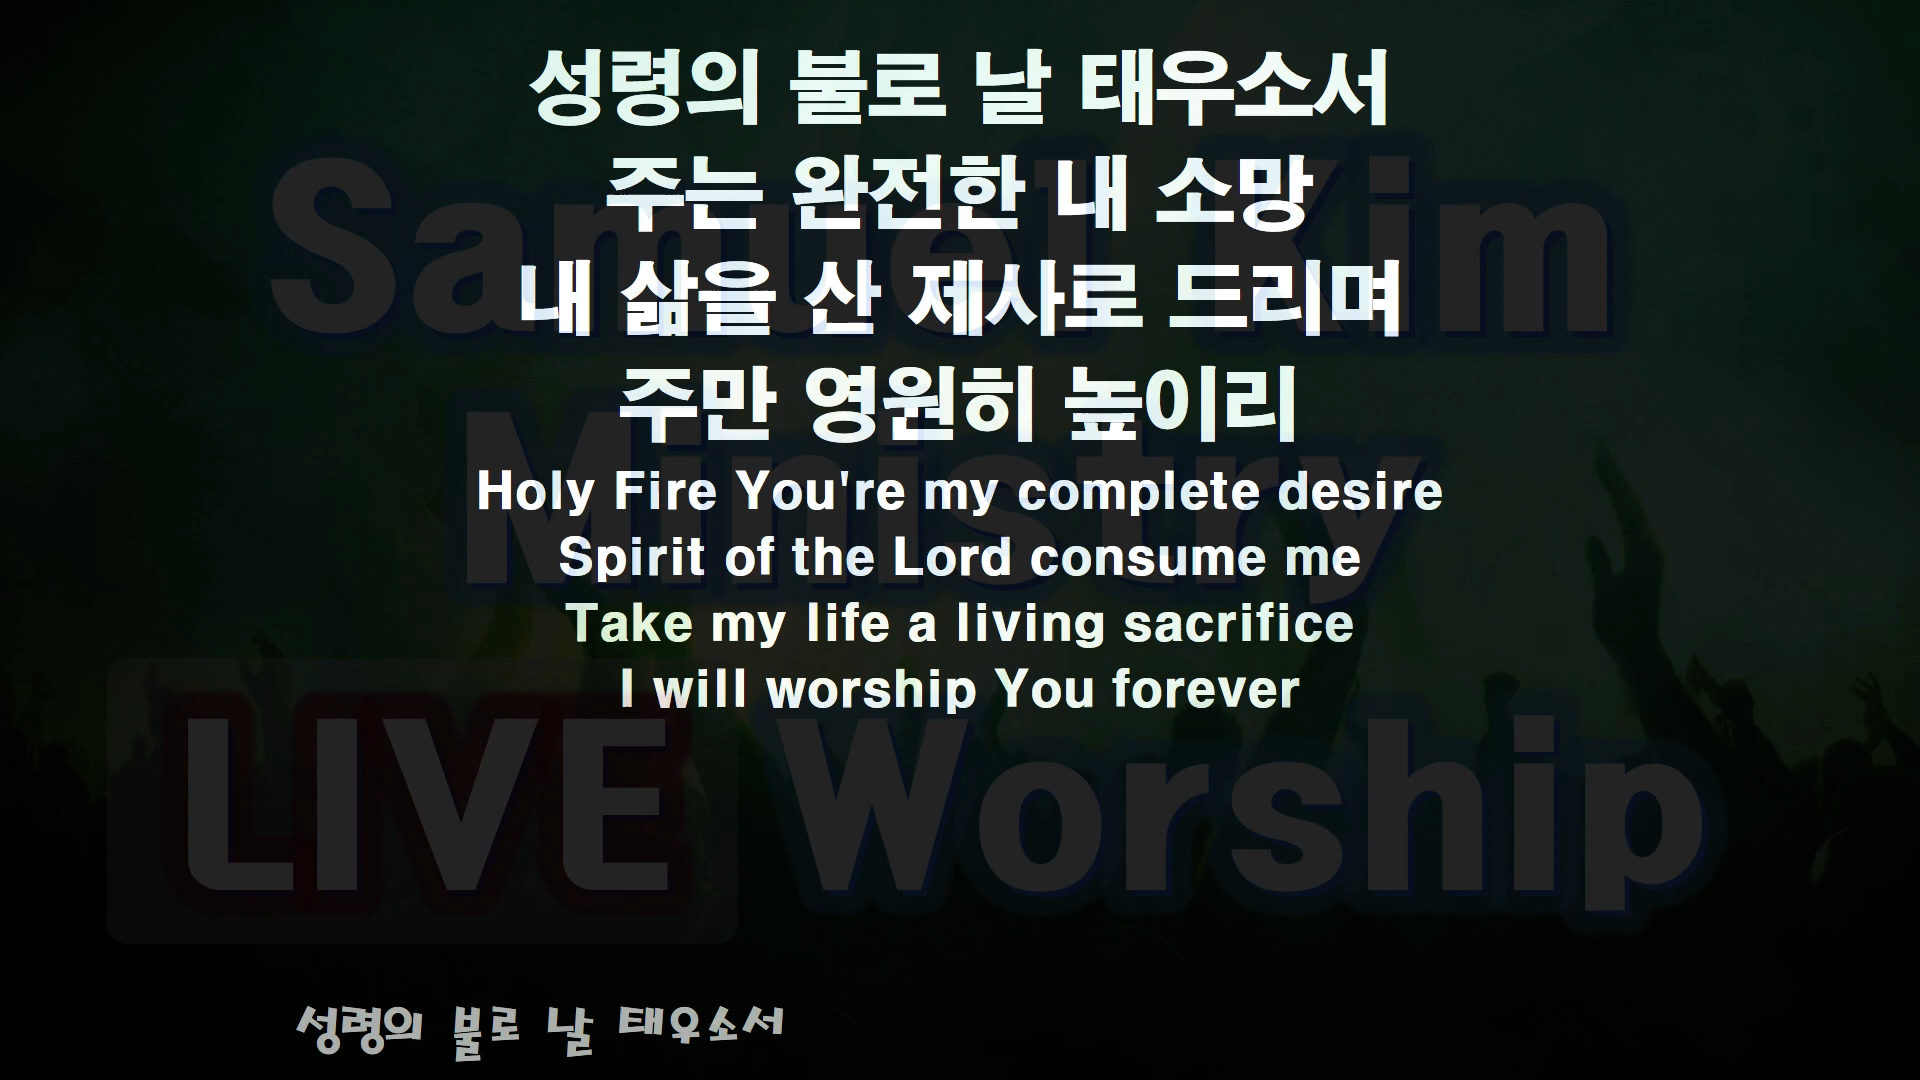 성령의 불로 날 태우소서
주는 완전한 내 소망
내 삶을 산 제사로 드리며
주만 영원히 높이리
Holy Fire You're my complete desire
Spirit of the Lord consume me
Take my life a living sacrifice
I will worship You forever
Samuel Kim
Ministry
LIVE Worship
성령의 불로 날 태우소서